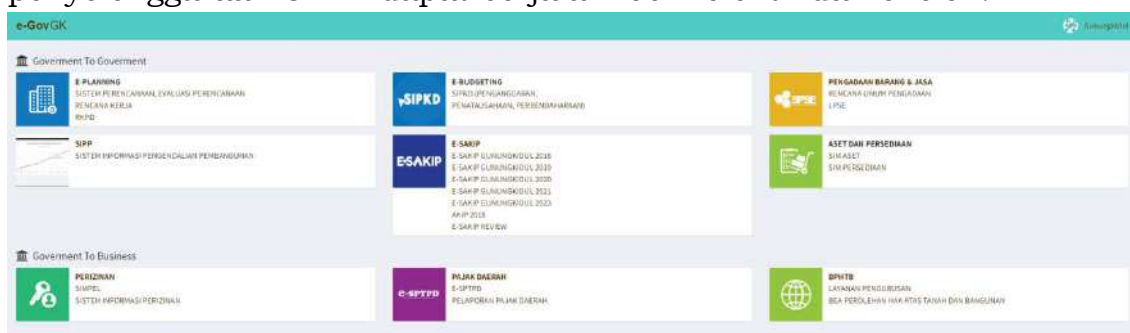 e-GovGK
Goverment To Goverment
E-PLANNING
SISTEM PERENCANAAN, EVALUASI PERENCANAAN
RENCANA KERJA
RKPD
SIPKD
E-BUDGETING
SIPKD (PENGANGGARAN,
PENATAUSAHAAN, PERBENDAHARAAN)
SPSE
PENGADAAN BARANG & JASA
RENCANA UMUM PENGADAAN
LPSE
SIPP
SISTEM INFORMASI PENGENDALIAN PEMBANGUNAN
E-SAKIP
E-SAKIP
E-SAKIP GUNUNGKIDUL 2018
E-SAKIP GUNUNGKIDUL 2019
E-SAKIP GUNUNGKIDUL 2020
E-SAKIP GUNUNGKIDUL 2021
E-SAKIP GUNUNGKIDUL 2023
AKIP 2018
E-SAKIP REVIEW
ASET DAN PERSEDIAAN
SIM ASET
SIM PERSEDIAAN
Goverment To Business
PERIZINAN
SIMPEL
SISTEM INFORMASI PERIZINAN
e-SPTPD
PAJAK DAERAH
E-SPTPD
PELAPORAN PAJAK DAERAH
BPHTB
LAYANAN PENGURUSAN
BEA PEROLEHAN HAK ATAS TANAH DAN BANGUNAN